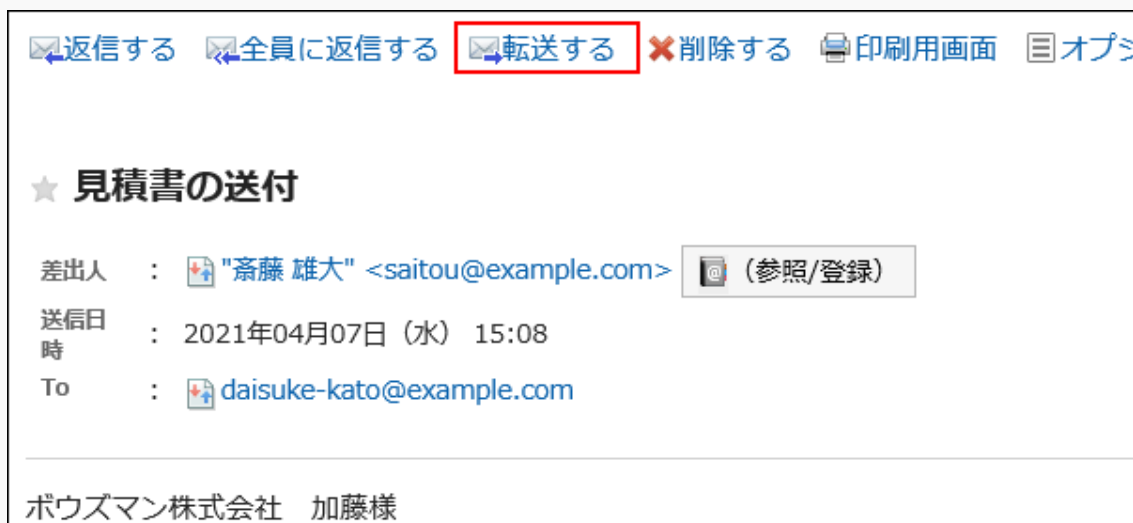 返信する 全員に返信する 転送する 削除する 印刷用画面 オプシ
見積書の送付
差出人 : "斎藤 雄大" <saitou@example.com> (参照/登録)
送信日時 : 2021年04月07日（水） 15:08
To : daisuke-kato@example.com
ボウズマン株式会社　加藤様